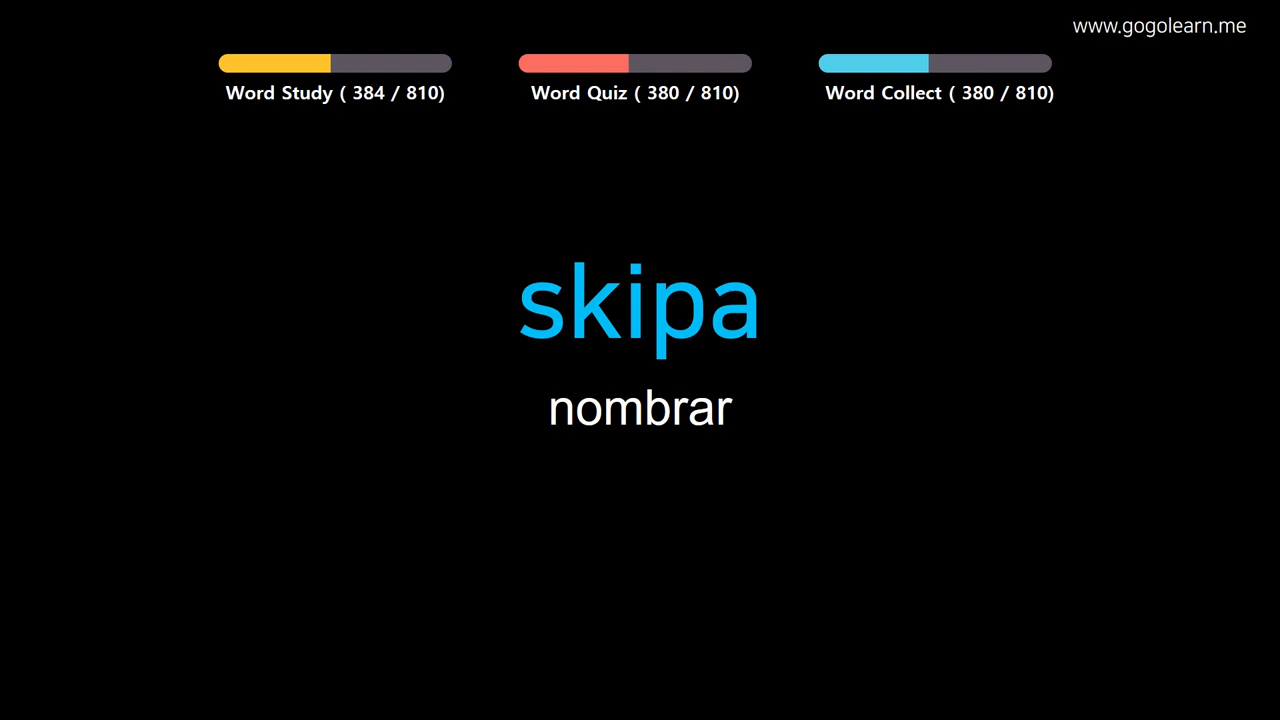 www.gogolearn.me
Word Study ( 384 / 810)
Word Quiz ( 380 / 810)
Word Collect ( 380 / 810)
skipa
nombrar